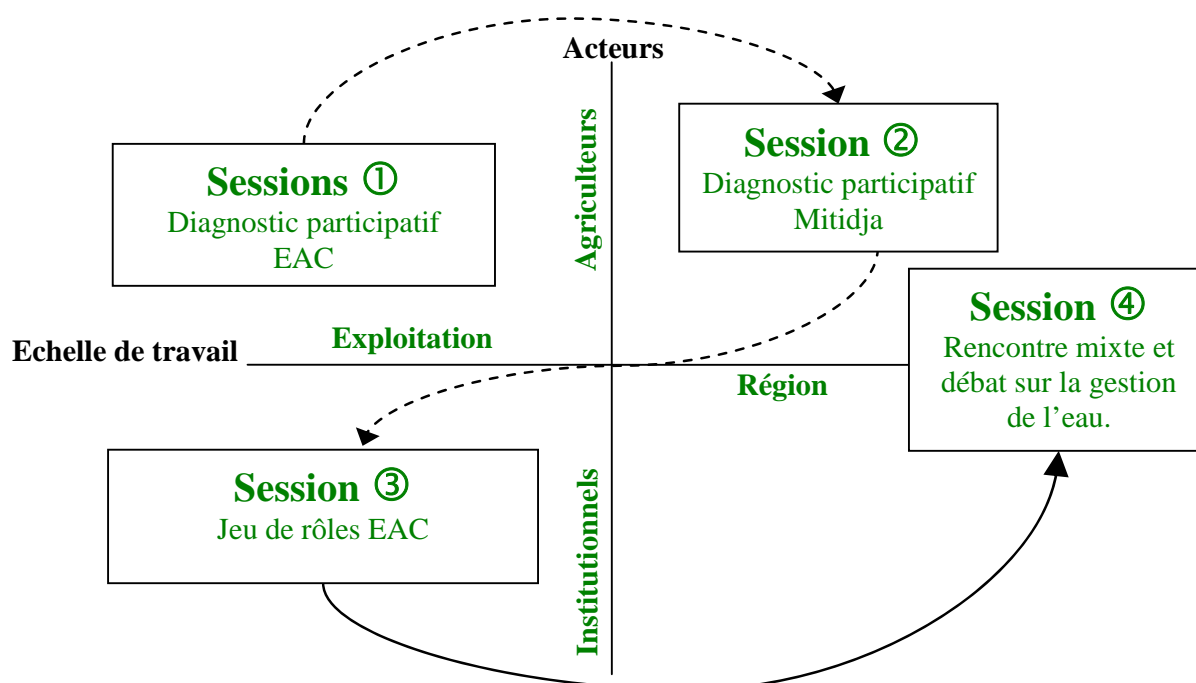 Acteurs
Agriculteurs
Sessions ①
Diagnostic participatif
EAC
Session ②
Diagnostic participatif
Mitidja
Echelle de travail
Exploitation
Région
Session ④
Rencontre mixte et
débat sur la gestion
de l’eau.
Session ③
Jeu de rôles EAC
Institutionnels